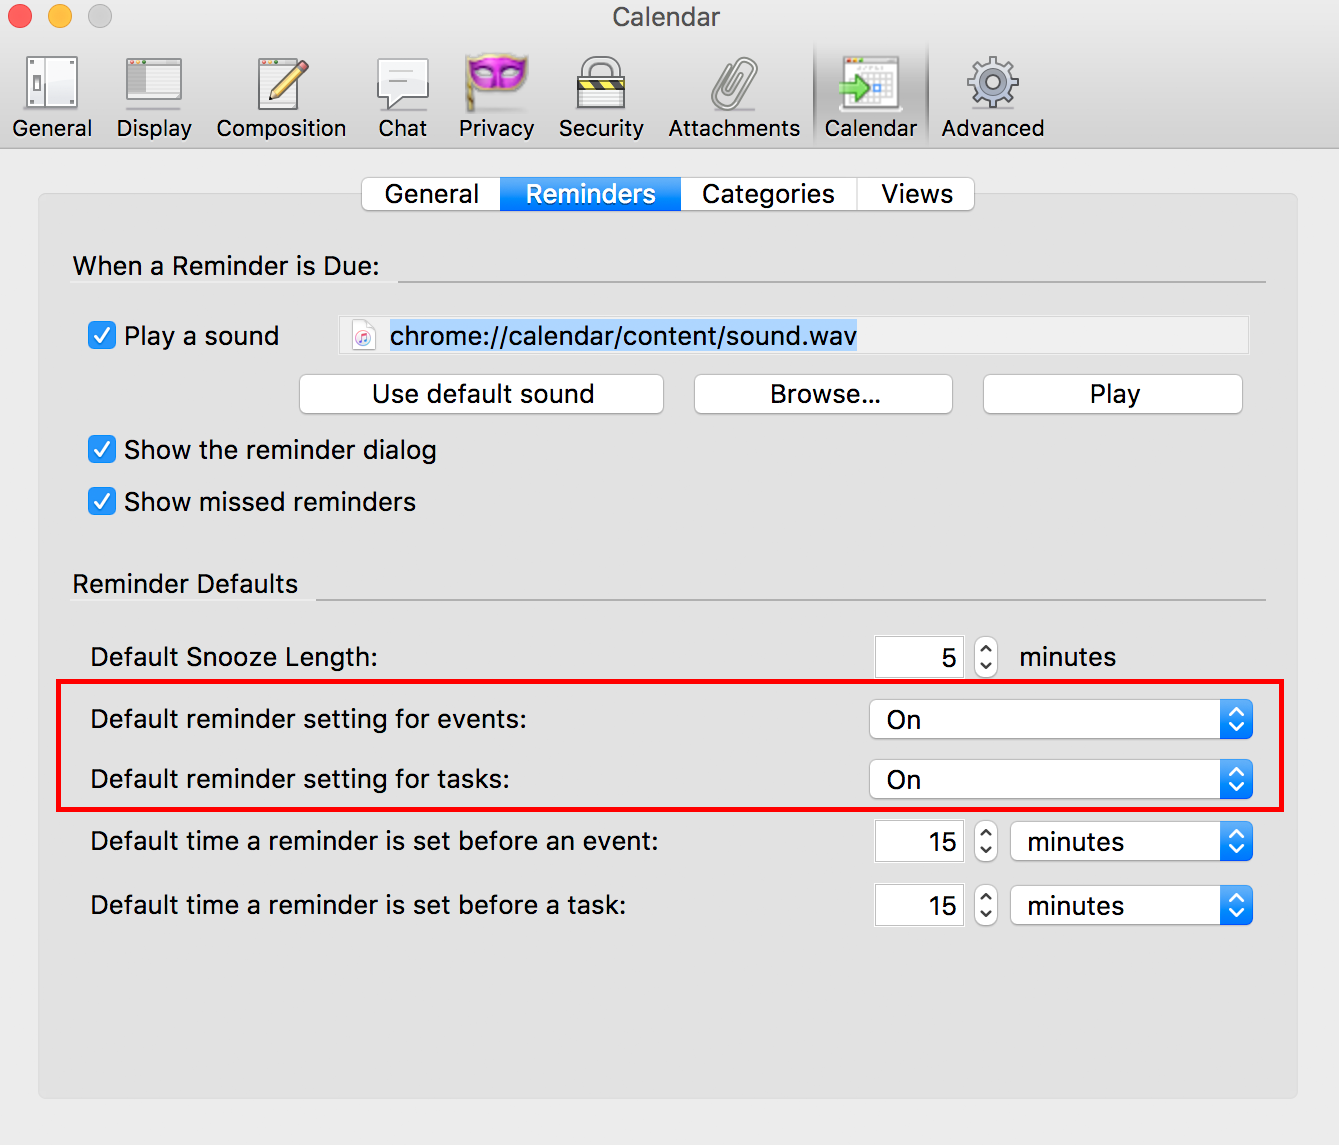 Calendar
General Display Composition Chat Privacy Security Attachments Calendar Advanced
General Reminders Categories Views
When a Reminder is Due:
Play a sound chrome://calendar/content/sound.wav
Use default sound Browse... Play
Show the reminder dialog
Show missed reminders
Reminder Defaults
Default Snooze Length: 5 minutes
Default reminder setting for events: On
Default reminder setting for tasks: On
Default time a reminder is set before an event: 15 minutes
Default time a reminder is set before a task: 15 minutes